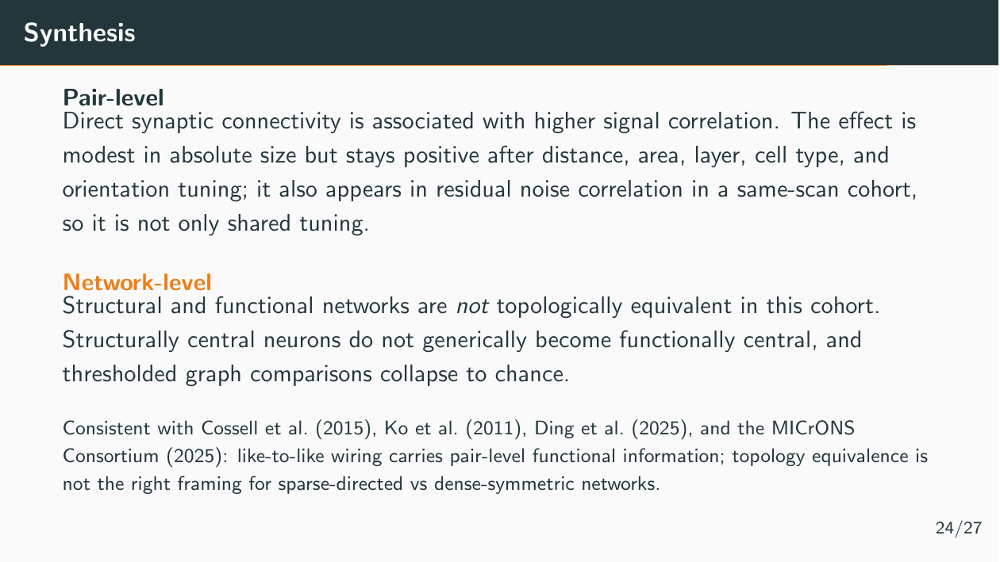 Synthesis
Pair-level
Direct synaptic connectivity is associated with higher signal correlation. The effect is
modest in absolute size but stays positive after distance, area, layer, cell type, and
orientation tuning; it also appears in residual noise correlation in a same-scan cohort,
so it is not only shared tuning.
Network-level
Structural and functional networks are not topologically equivalent in this cohort.
Structurally central neurons do not generically become functionally central, and
thresholded graph comparisons collapse to chance.
Consistent with Cossell et al. (2015), Ko et al. (2011), Ding et al. (2025), and the MICrONS
Consortium (2025): like-to-like wiring carries pair-level functional information; topology equivalence is
not the right framing for sparse-directed vs dense-symmetric networks.
24/27